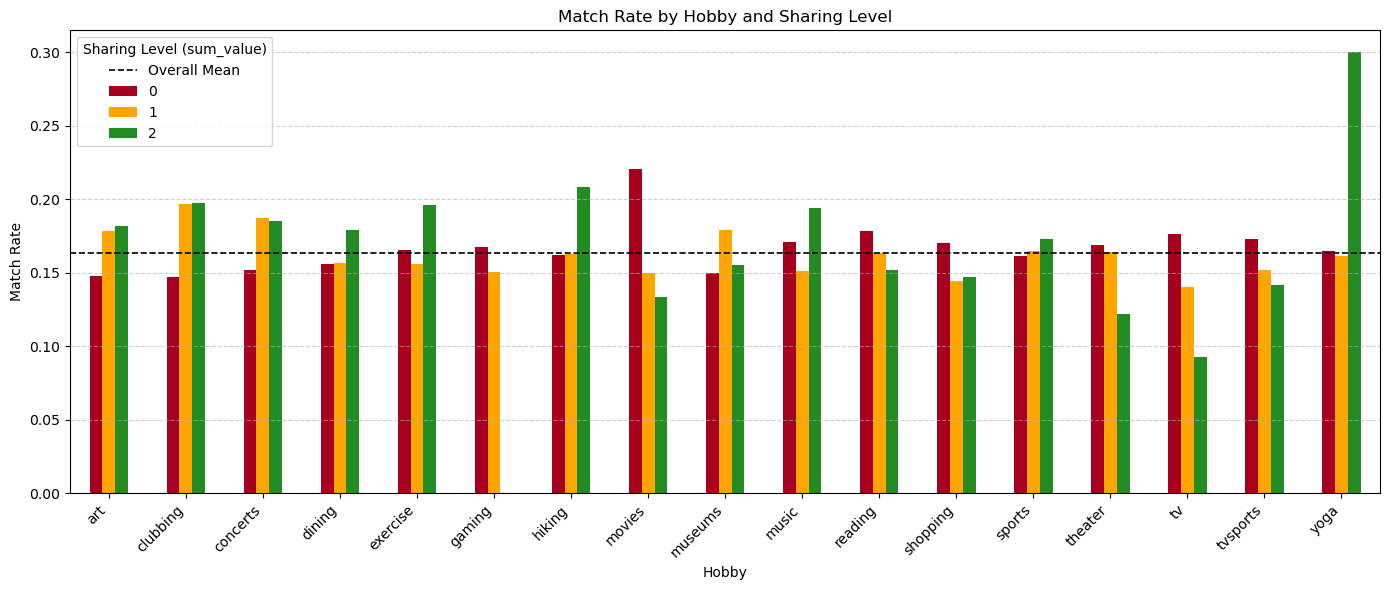 Match Rate by Hobby and Sharing Level
Sharing Level (sum_value)
Overall Mean
0
1
2
Match Rate
0.30
0.25
0.20
0.15
0.10
0.05
0.00
art
clubbing
concerts
dining
exercise
gaming
hiking
movies
museums
music
reading
shopping
sports
theater
tv
tvsports
yoga
Hobby